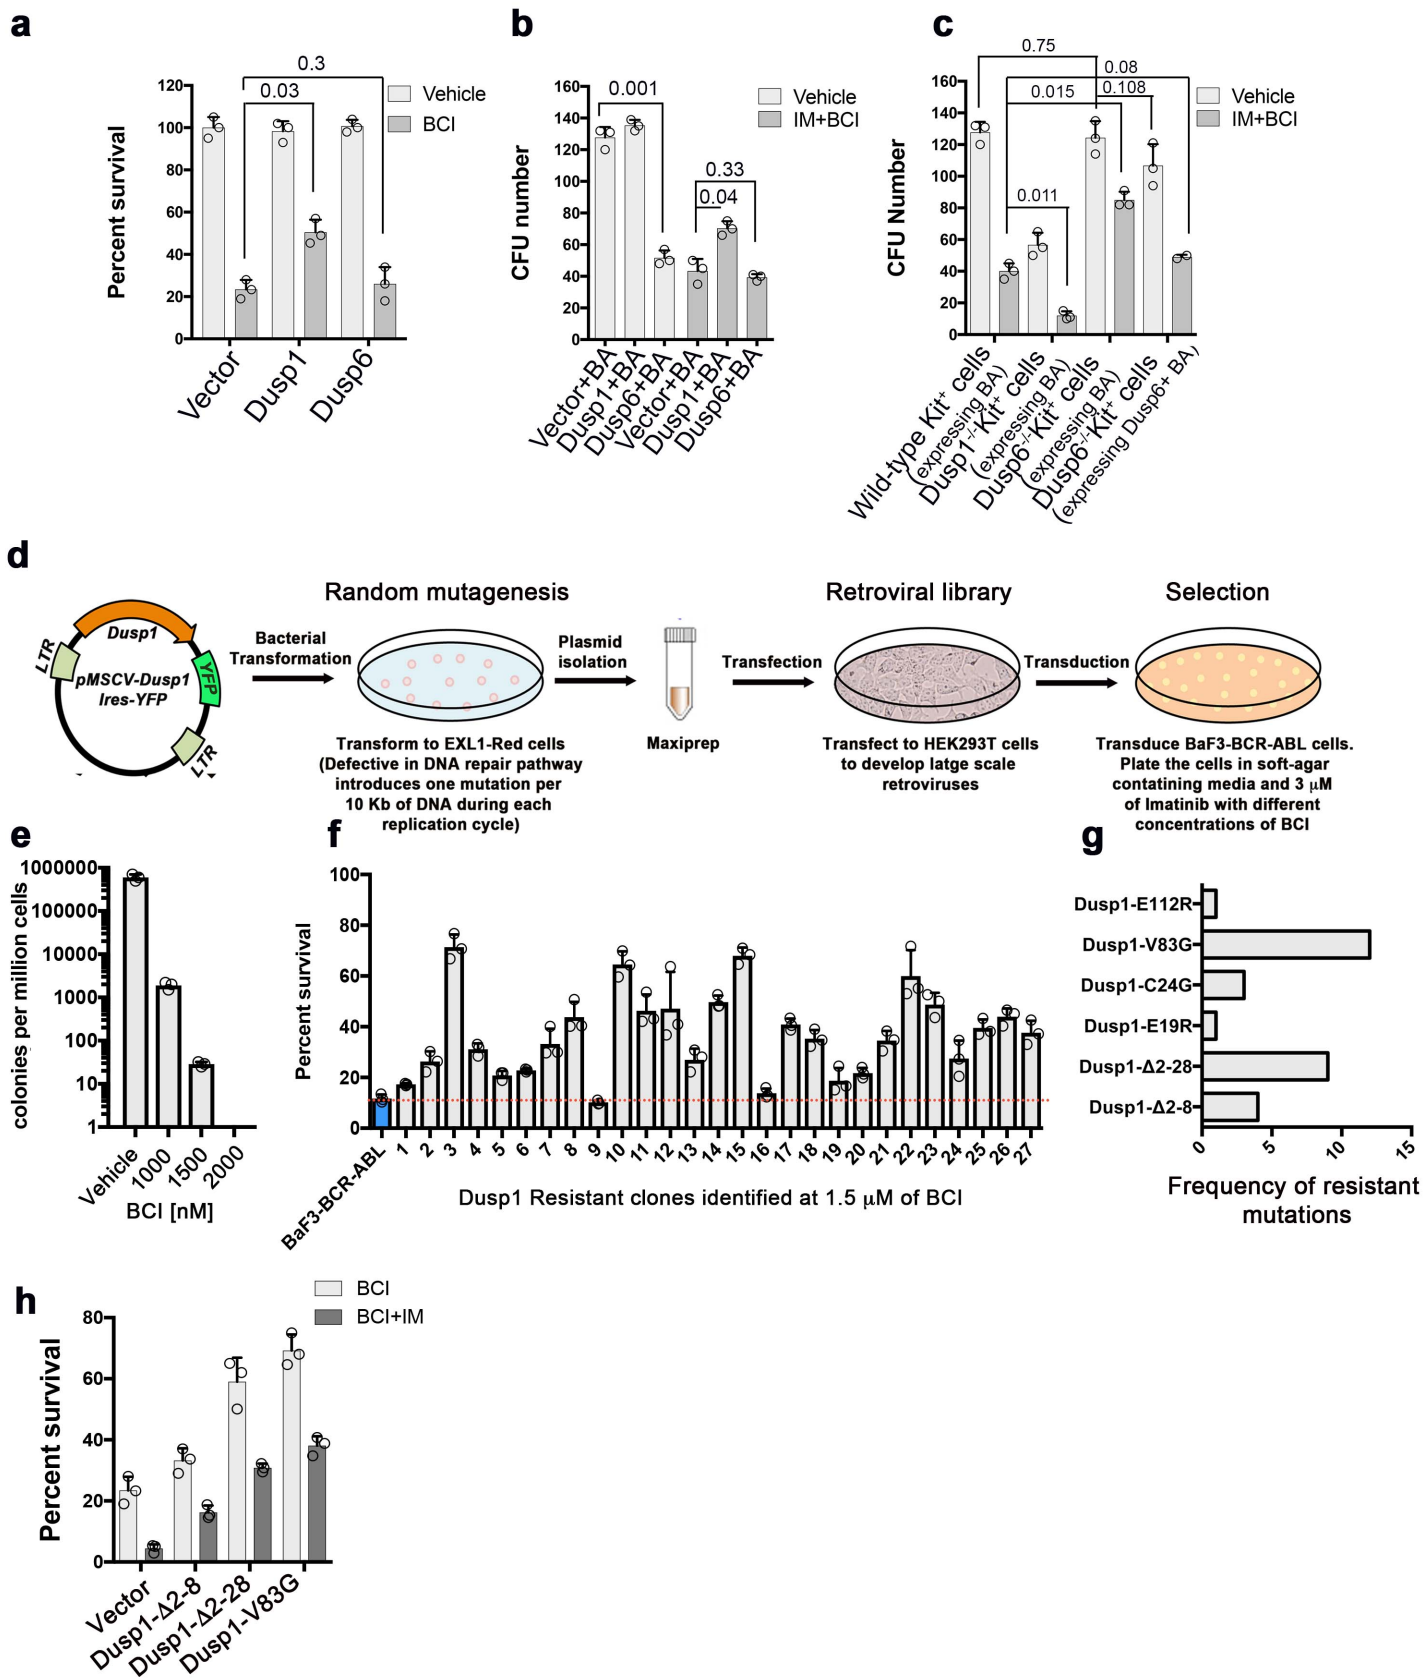 a
0.3
0.03
Vehicle
BCI
Percent survival
120
100
80
60
40
20
0
Vector
Dusp1
Dusp6
b
0.001
0.33
0.04
Vehicle
IM+BCI
CFU number
160
140
120
100
80
60
40
20
0
Vector+BA
Dusp1+BA
Dusp6+BA
Vector+BA
Dusp1+BA
Dusp6+BA
c
0.75
0.08
0.015
0.108
0.011
Vehicle
IM+BCI
CFU Number
160
140
120
100
80
60
40
20
0
Wild-type Kit+ cells
(expressing BA)
Dusp1-/-Kit+ cells
(expressing BA)
Dusp6-/-Kit+ cells
(expressing BA)
Dusp6-/-Kit+ cells
(expressing Dusp6+ BA)
d
Random mutagenesis
Retroviral library
Selection
LTR
Dusp1
YFP
LTR
pMSCV-Dusp1
Ires-YFP
Bacterial
Transformation
Plasmid
isolation
Transfection
Transduction
Transform to EXL1-Red cells
(Defective in DNA repair pathway
introduces one mutation per
10 Kb of DNA during each
replication cycle)
Maxiprep
Transfect to HEK293T cells
to develop latge scale
retroviruses
Transduce BaF3-BCR-ABL cells.
Plate the cells in soft-agar
contatining media and 3 μM
of Imatinib with different
concentrations of BCI
e
colonies per million cells
1000000
100000
10000
1000
100
10
1
Vehicle
1000
1500
2000
BCI [nM]
f
Percent survival
100
80
60
40
20
0
BaF3-BCR-ABL
1
2
3
4
5
6
7
8
9
10
11
12
13
14
15
16
17
18
19
20
21
22
23
24
25
26
27
Dusp1 Resistant clones identified at 1.5 μM of BCI
g
Dusp1-E112R
Dusp1-V83G
Dusp1-C24G
Dusp1-E19R
Dusp1-Δ2-28
Dusp1-Δ2-8
0
5
10
15
Frequency of resistant
mutations
h
BCI
BCI+IM
Percent survival
80
60
40
20
0
Vector
Dusp1-Δ2-8
Dusp1-Δ2-28
Dusp1-V83G